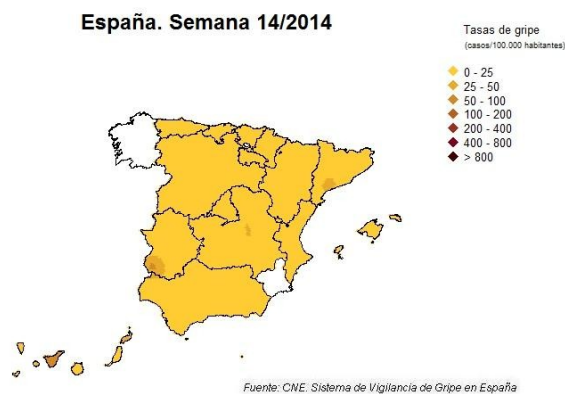 España. Semana 14/2014
Tasas de gripe
(casos/100.000 habitantes)
0 - 25
25 - 50
50 - 100
100 - 200
200 - 400
400 - 800
> 800
Fuente: CNE. Sistema de Vigilancia de Gripe en España